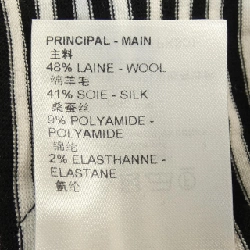 PRINCIPAL - MAIN
主料
48% LAINE - WOOL
绵羊毛
41% SOIE - SILK
桑蚕丝
9% POLYAMIDE -
POLYAMIDE
锦纶
2% ELASTHANNE -
ELASTANE
氨纶